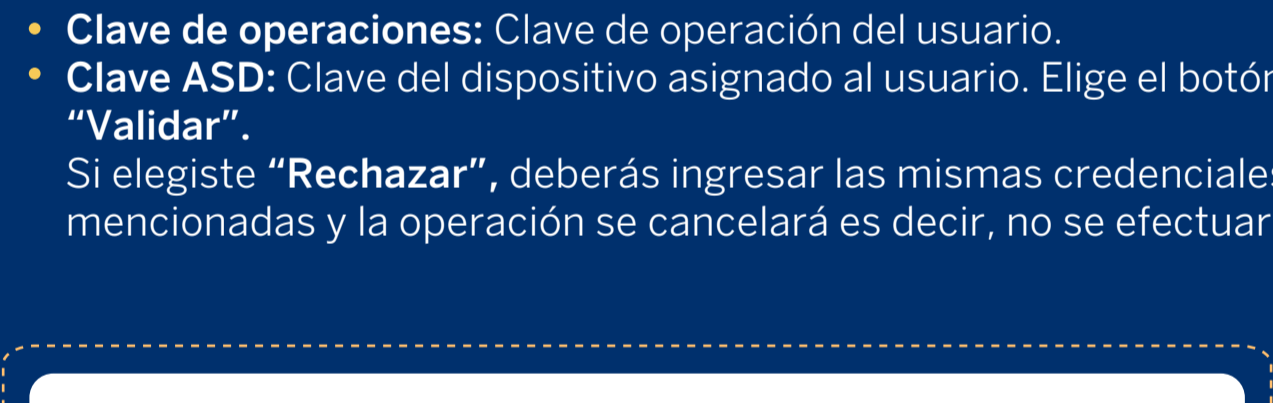 • Clave de operaciones: Clave de operación del usuario.
• Clave ASD: Clave del dispositivo asignado al usuario. Elige el botón
“Validar”.
Si elegiste “Rechazar”, deberás ingresar las mismas credenciales
mencionadas y la operación se cancelará es decir, no se efectuar